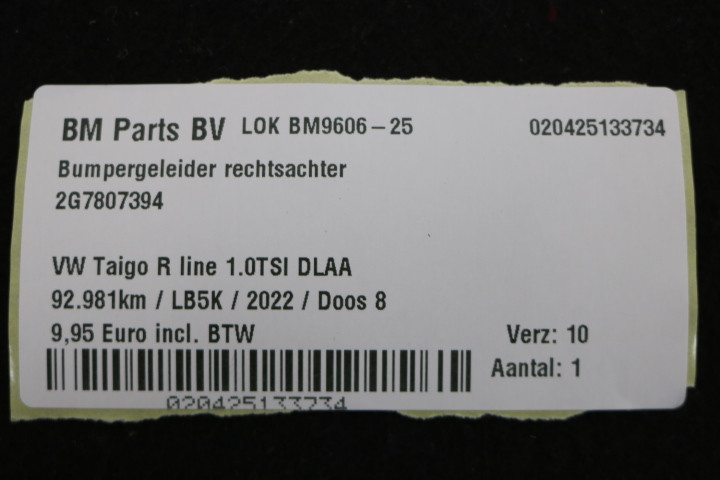 BM Parts BV LOK BM9606-25 020425133734
Bumpergeleider rechtsachter
2G7807394
VW Taigo R line 1.0TSI DLAA
92.981km / LB5K / 2022 / Doos 8
9,95 Euro incl. BTW Verz: 10
Aantal: 1
020425133734